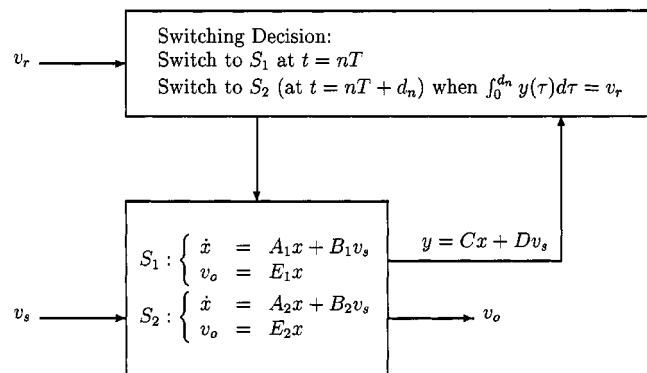 Switching Decision:
v_r
Switch to S_1 at t = nT
Switch to S_2 (at t = nT + d_n) when ∫_0^{d_n} y(τ)dτ = v_r
S_1 : { ẋ = A_1x + B_1v_s
v_o = E_1x
y = Cx + Dv_s
S_2 : { ẋ = A_2x + B_2v_s
v_o = E_2x
v_s
v_o